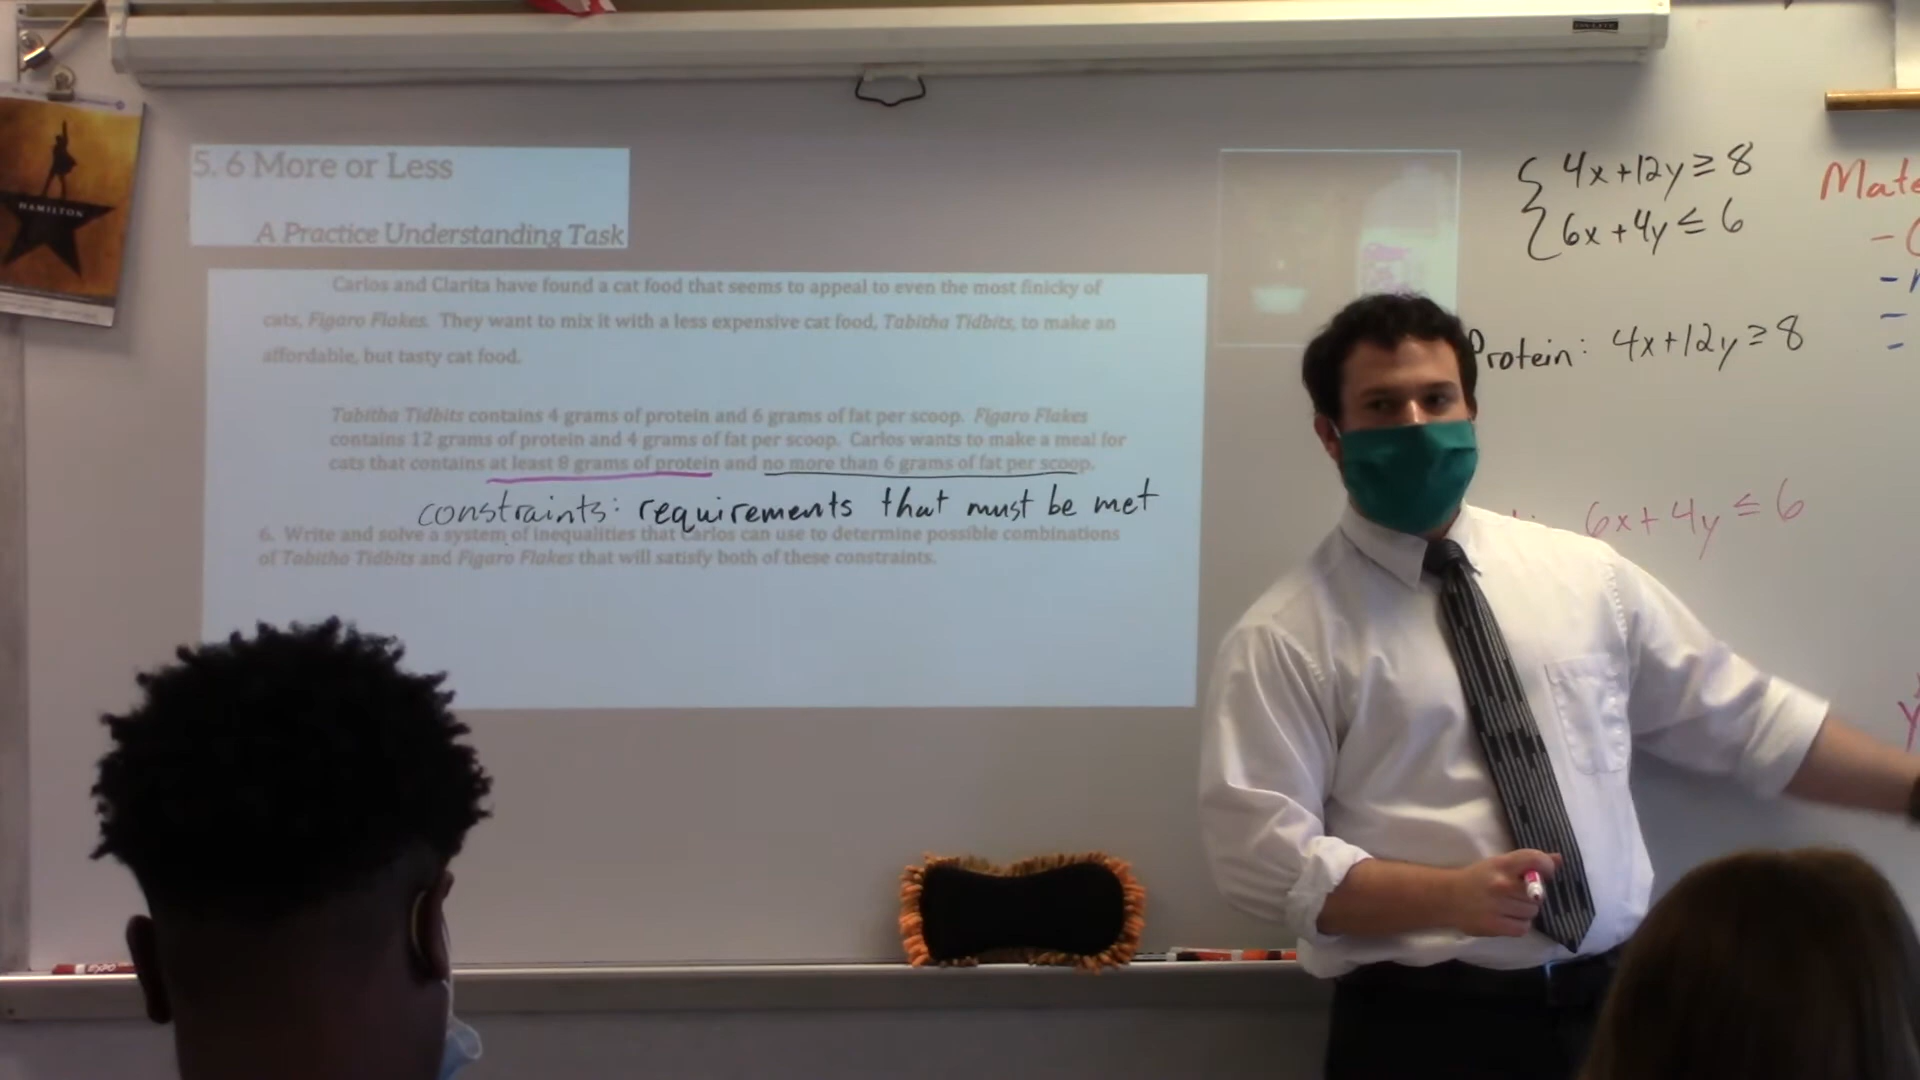 HAMILTON
5. 6 More or Less
A Practice Understanding Task
Carlos and Clarita have found a cat food that seems to appeal to even the most finicky of
cats, Figaro Flakes. They want to mix it with a less expensive cat food, Tabitha Tidbits, to make an
affordable, but tasty cat food.
Tabitha Tidbits contains 4 grams of protein and 6 grams of fat per scoop. Figaro Flakes
contains 12 grams of protein and 4 grams of fat per scoop. Carlos wants to make a meal for
cats that contains at least 8 grams of protein and no more than 6 grams of fat per scoop.
constraints: requirements that must be met
6. Write and solve a system of inequalities that Carlos can use to determine possible combinations
of Tabitha Tidbits and Figaro Flakes that will satisfy both of these constraints.
4x+12y≥8
6x+4y≤6
Protein: 4x+12y≥8
6x+4y≤6
Mate
EXPO